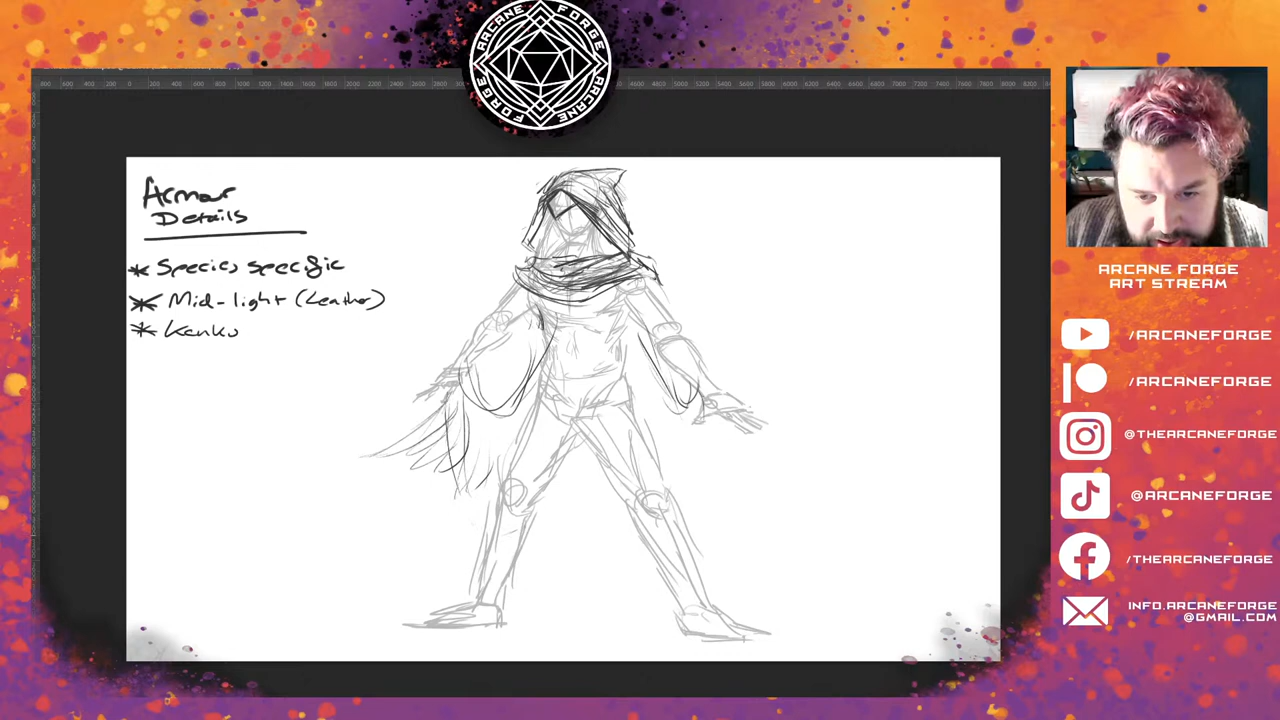 ARCANE FORGE ARCANE FORGE
Armor
Details
* Species specific
* Mid-light (Leather)
* Kenku
ARCANE FORGE
ART STREAM
/ARCANEFORGE
/ARCANEFORGE
@THEARCANEFORGE
@ARCANEFORGE
/THEARCANEFORGE
INFO.ARCANEFORGE
@GMAIL.COM